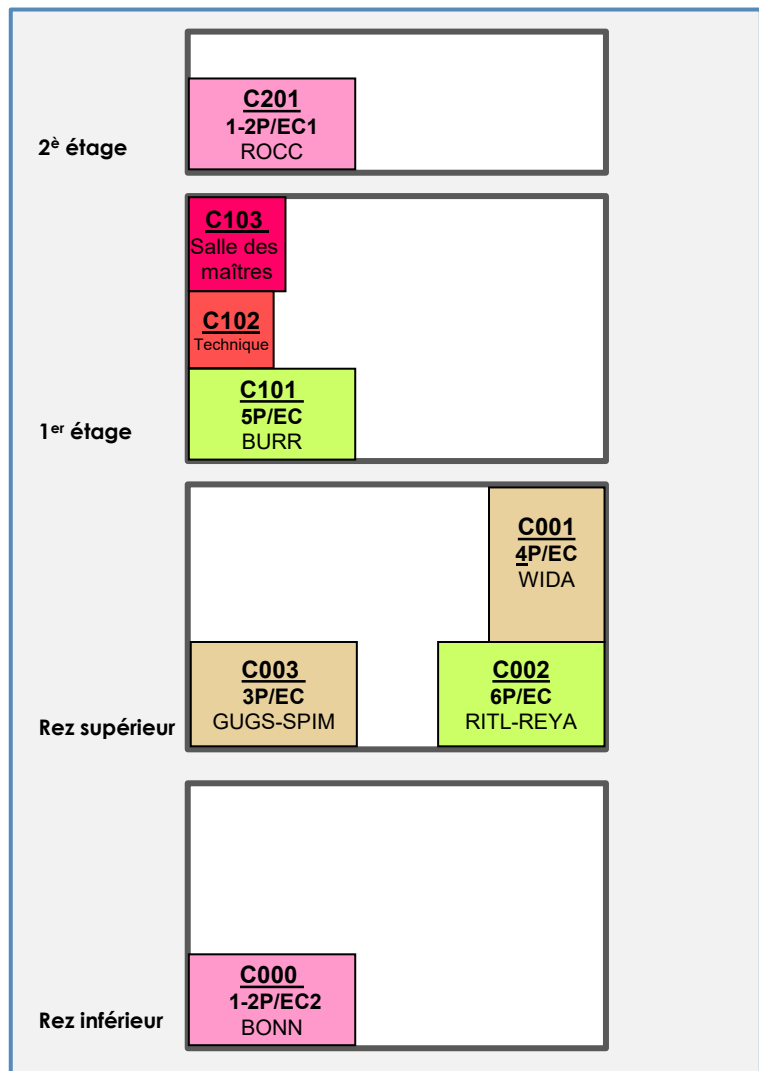 2è étage
C201
1-2P/EC1
ROCC
1er étage
C103
Salle des
maîtres
C102
Technique
C101
5P/EC
BURR
Rez supérieur
C001
4P/EC
WIDA
C003
3P/EC
GUGS-SPIM
C002
6P/EC
RITL-REYA
Rez inférieur
C000
1-2P/EC2
BONN